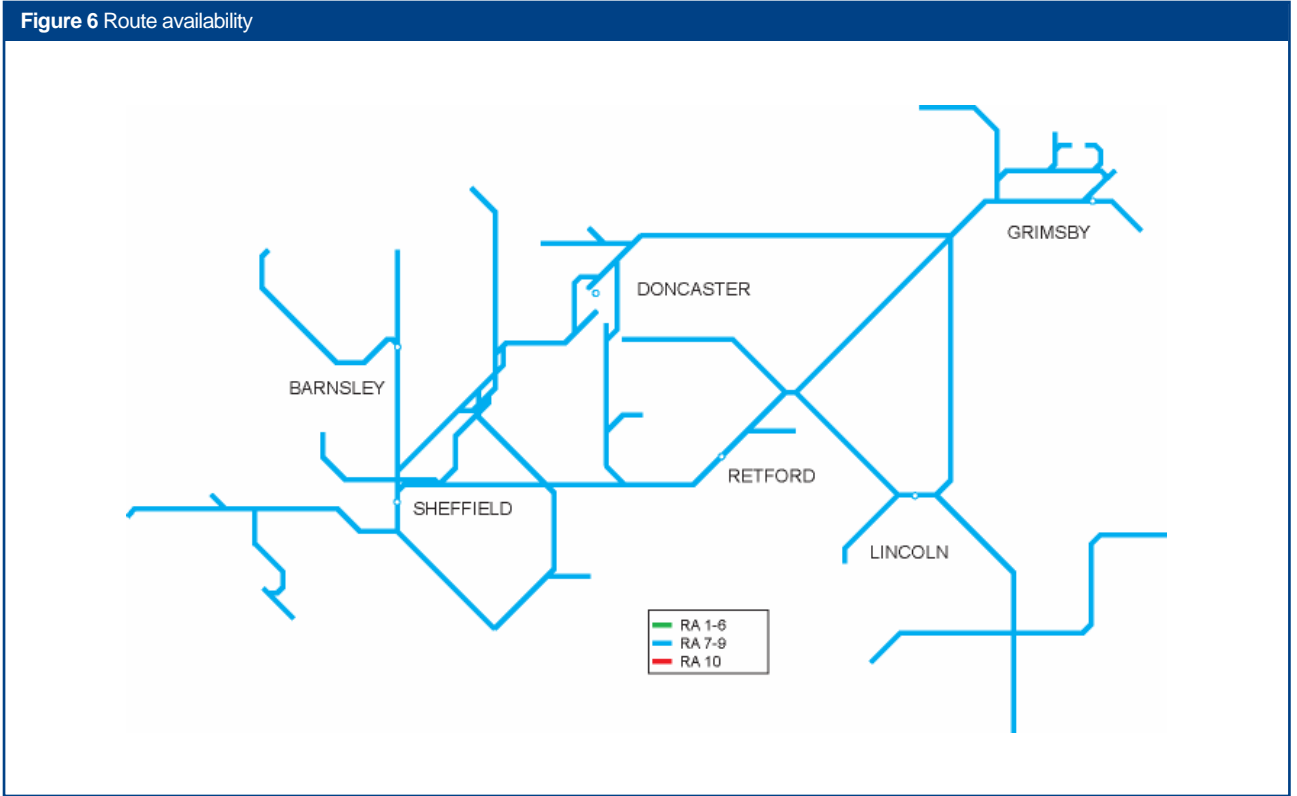 Figure 6 Route availability
GRIMSBY
DONCASTER
BARNSLEY
RETFORD
SHEFFIELD
LINCOLN
RA 1-6
RA 7-9
RA 10